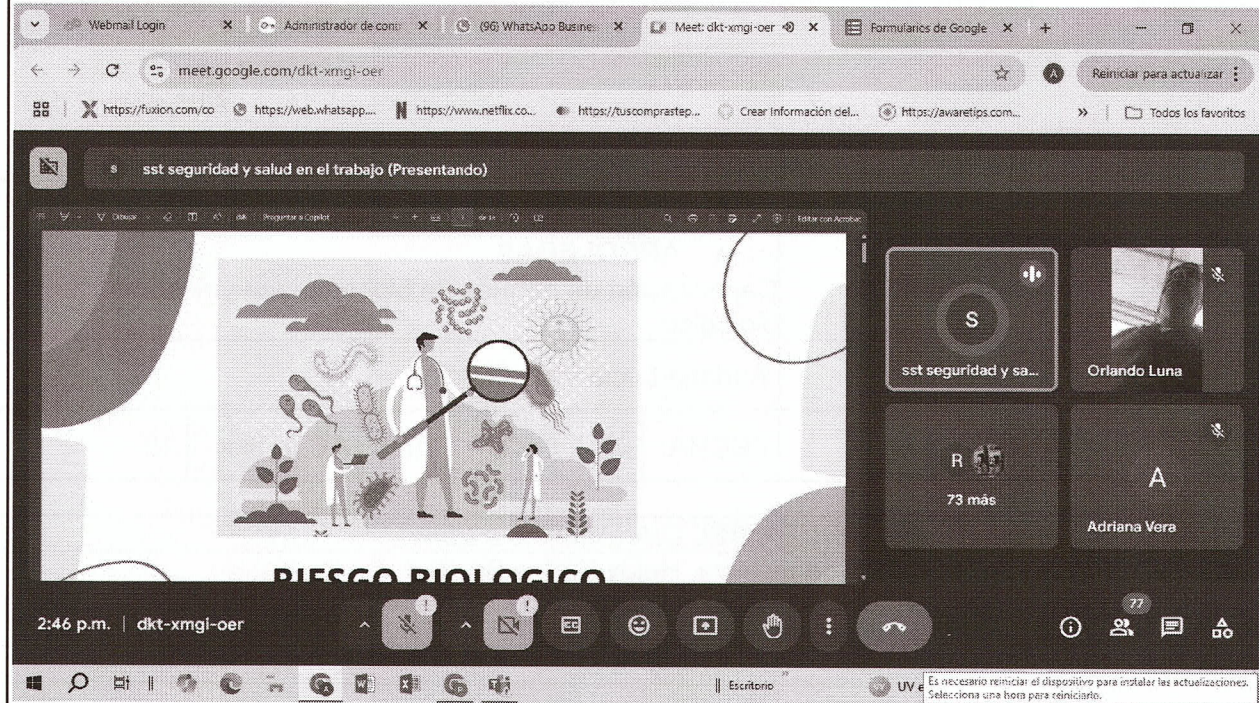 Webmail Login
Administrador de cont
(96) WhatsApp Busine
Meet: dkt-xmgi-oer
Formularios de Google
meet.google.com/dkt-xmgi-oer
A
Reiniciar para actualizar
https://fuxion.com/co
https://web.whatsapp....
https://www.netflix.co...
https://tuscomprastep...
Crear Información del...
https://awaretips.com...
Todos los favoritos
s sst seguridad y salud en el trabajo (Presentando)
Dibujar
Preguntar a Copilot
Editar con Acrobat
S
sst seguridad y sa...
Orlando Luna
R
73 más
A
Adriana Vera
RIESGO BIOLOGICO
2:46 p.m. | dkt-xmgi-oer
77
Escritorio
UV e
Es necesario reiniciar el dispositivo para instalar las actualizaciones.
Selecciona una hora para reiniciarlo.